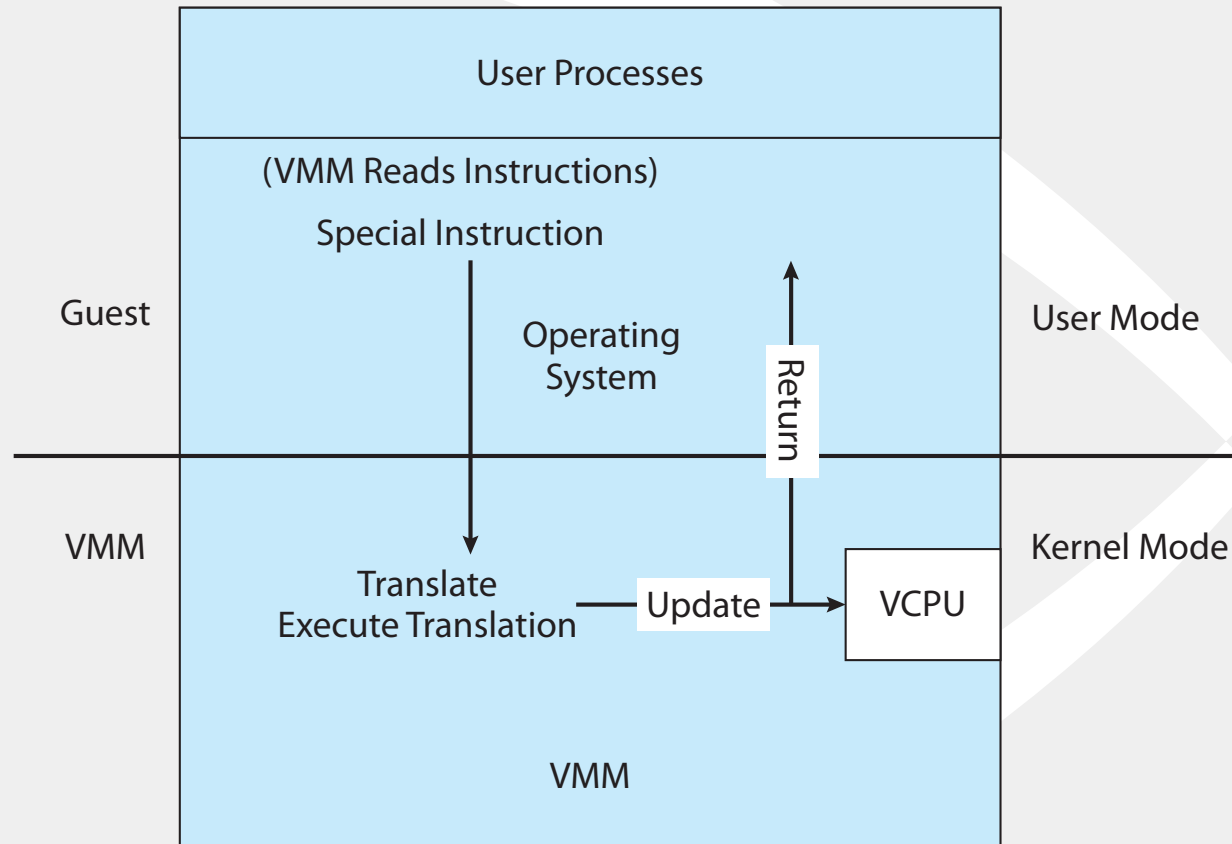 User Processes
(VMM Reads Instructions)
Special Instruction
Guest
User Mode
Operating
System
Return
VMM
Kernel Mode
Translate
Execute Translation
Update
VCPU
VMM